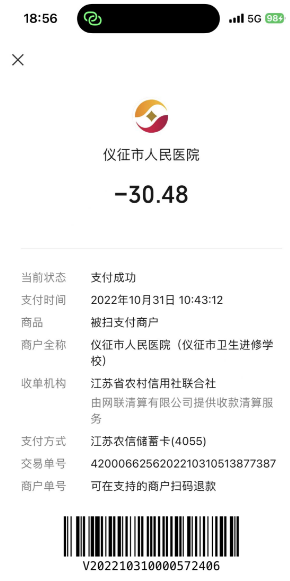 18:56
5G
98
仪征市人民医院
-30.48
当前状态 支付成功
支付时间 2022年10月31日 10:43:12
商品 被扫支付商户
商户全称 仪征市人民医院（仪征市卫生进修学
校）
收单机构 江苏省农村信用社联合社
由网联清算有限公司提供收款清算服
务
支付方式 江苏农信储蓄卡(4055)
交易单号 4200066256202210310513877387
商户单号 可在支持的商户扫码退款
V202210310000572406